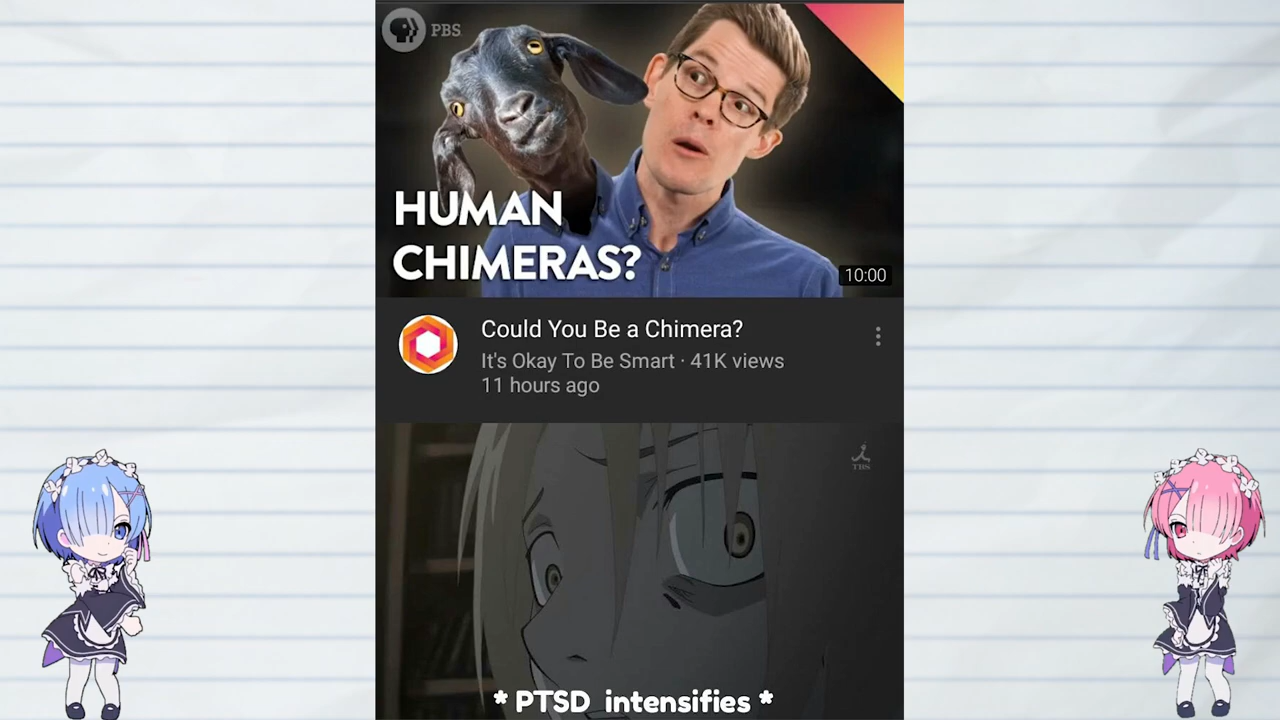 PBS
HUMAN
CHIMERAS?
10:00
Could You Be a Chimera?
It's Okay To Be Smart · 41K views
11 hours ago
TBS
* PTSD intensifies *